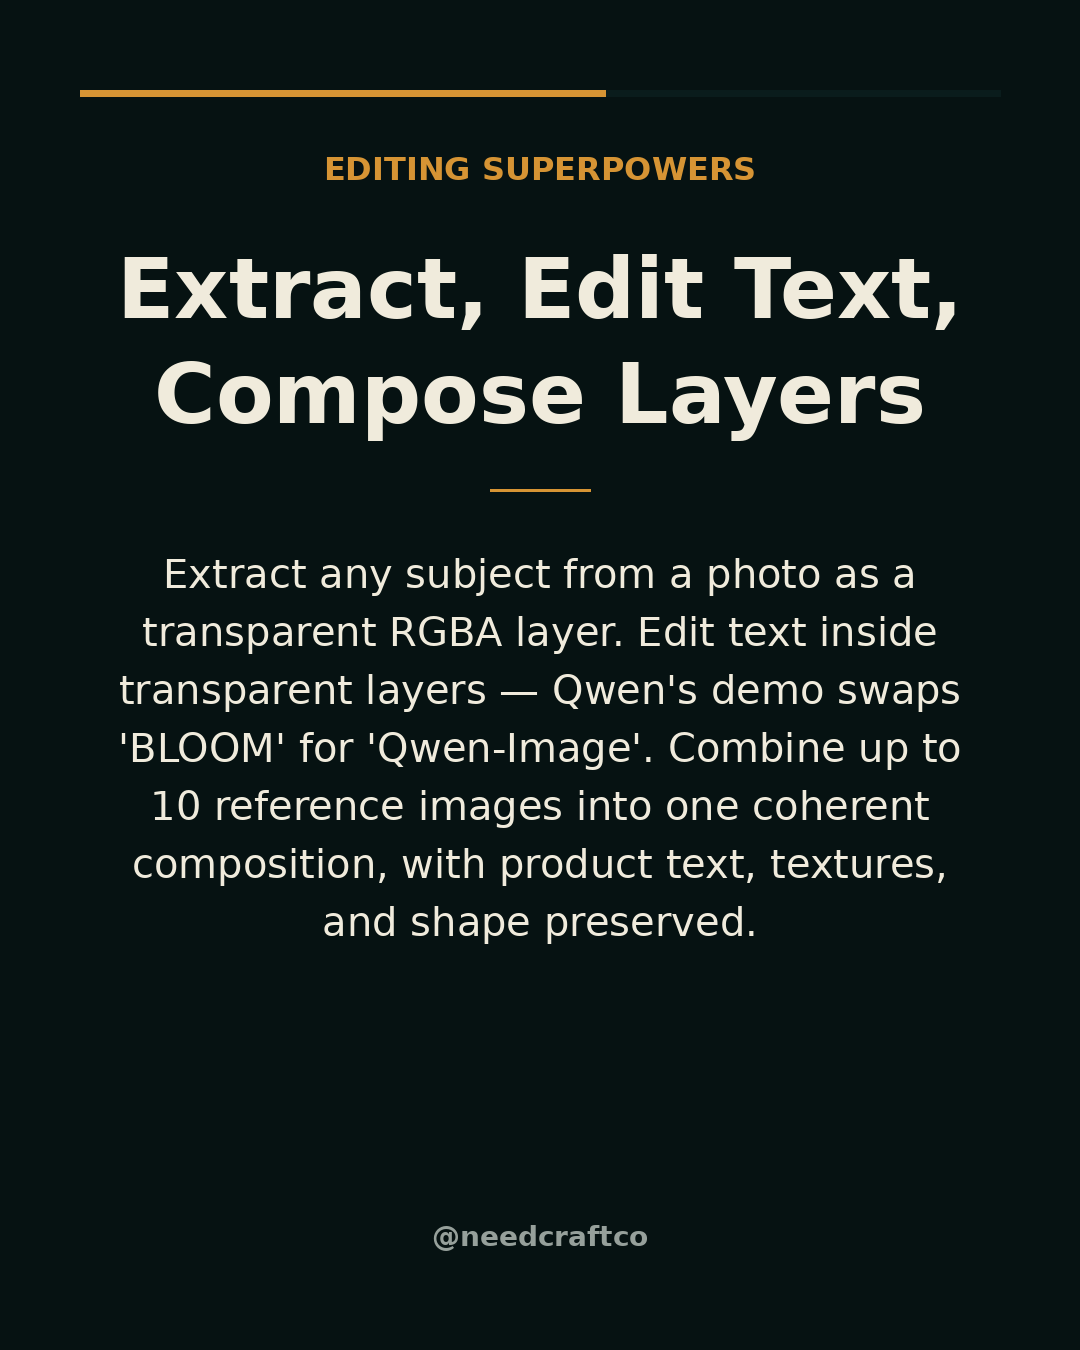 EDITING SUPERPOWERS
Extract, Edit Text,
Compose Layers
Extract any subject from a photo as a
transparent RGBA layer. Edit text inside
transparent layers — Qwen's demo swaps
'BLOOM' for 'Qwen-Image'. Combine up to
10 reference images into one coherent
composition, with product text, textures,
and shape preserved.
@needcraftco